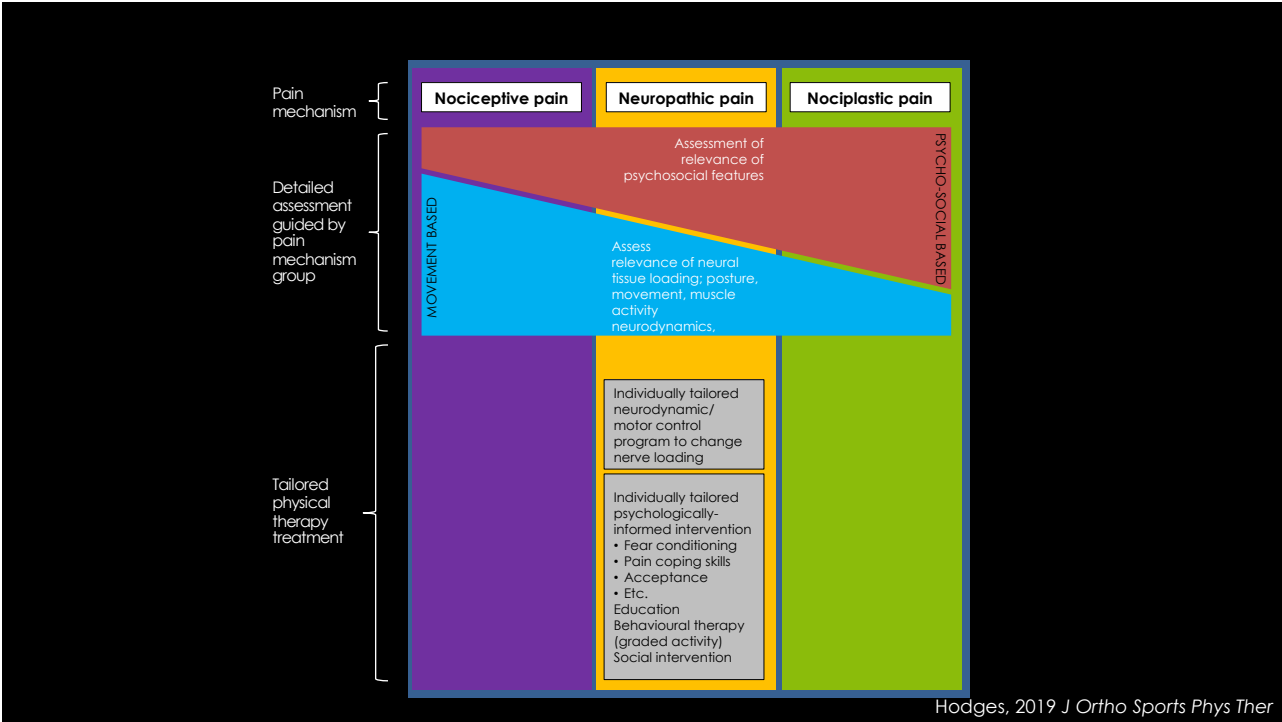 Pain
mechanism
Nociceptive pain
Neuropathic pain
Nociplastic pain
Detailed
assessment
guided by
pain
mechanism
group
Assessment of
relevance of
psychosocial features
PSYCHO-SOCIAL BASED
MOVEMENT BASED
Assess
relevance of neural
tissue loading; posture,
movement, muscle
activity
neurodynamics,
Tailored
physical
therapy
treatment
Individually tailored
neurodynamic/
motor control
program to change
nerve loading
Individually tailored
psychologically-
informed intervention
• Fear conditioning
• Pain coping skills
• Acceptance
• Etc.
Education
Behavioural therapy
(graded activity)
Social intervention
Hodges, 2019 J Ortho Sports Phys Ther